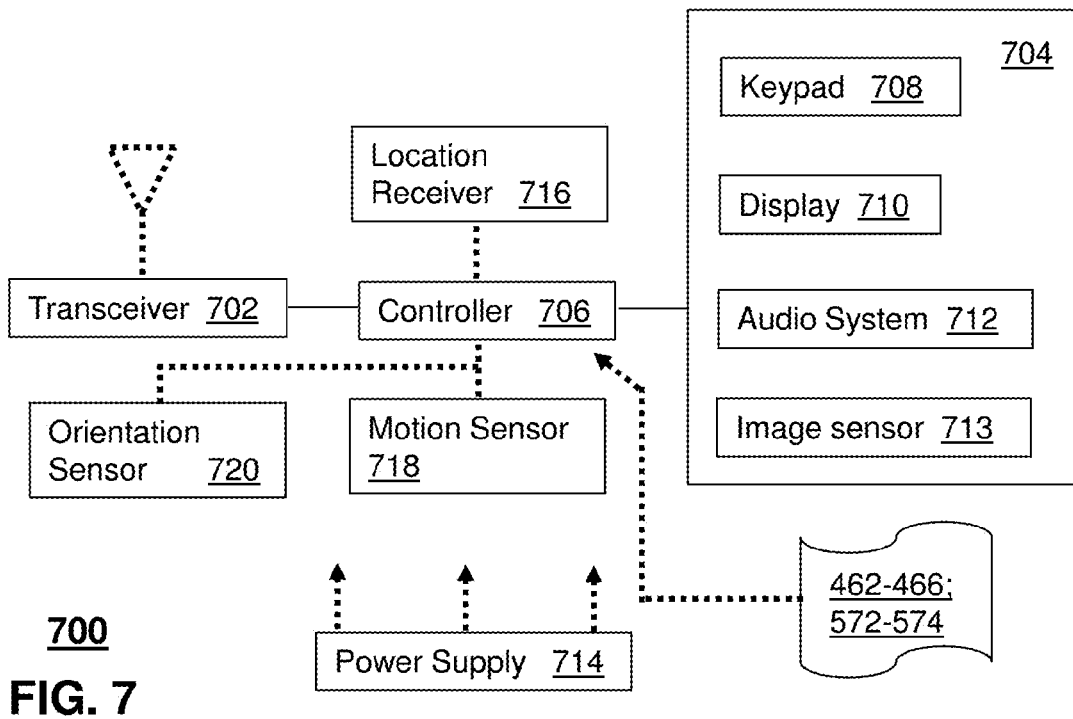 704
Keypad 708
Location
Receiver 716
Display 710
Transceiver 702
Controller 706
Audio System 712
Orientation
Sensor 720
Motion Sensor
718
Image sensor 713
462-466;
572-574
700
Power Supply 714
FIG. 7